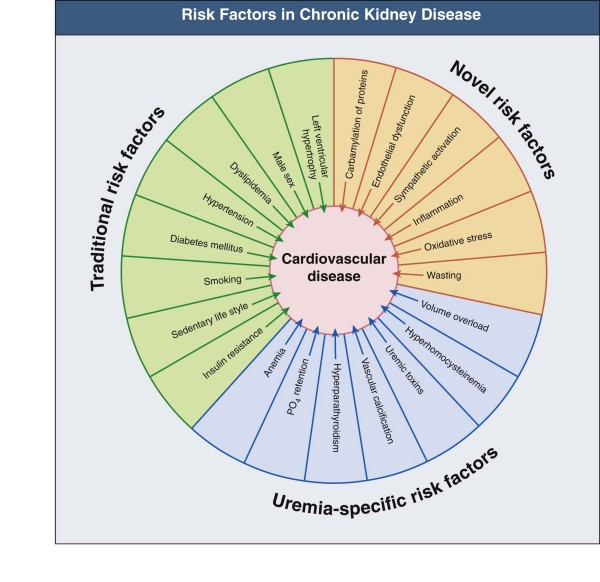 Risk Factors in Chronic Kidney Disease
Traditional risk factors
Novel risk factors
Uremia-specific risk factors
Cardiovascular
disease
Left ventricular
hypertrophy
Male sex
Dyslipidemia
Hypertension
Diabetes mellitus
Smoking
Sedentary life style
Insulin resistance
Carbamylation of proteins
Endothelial dysfunction
Sympathetic activation
Inflammation
Oxidative stress
Wasting
Volume overload
Hyperhomocysteinemia
Uremic toxins
Vascular calcification
Hyperparathyroidism
PO₄ retention
Anemia